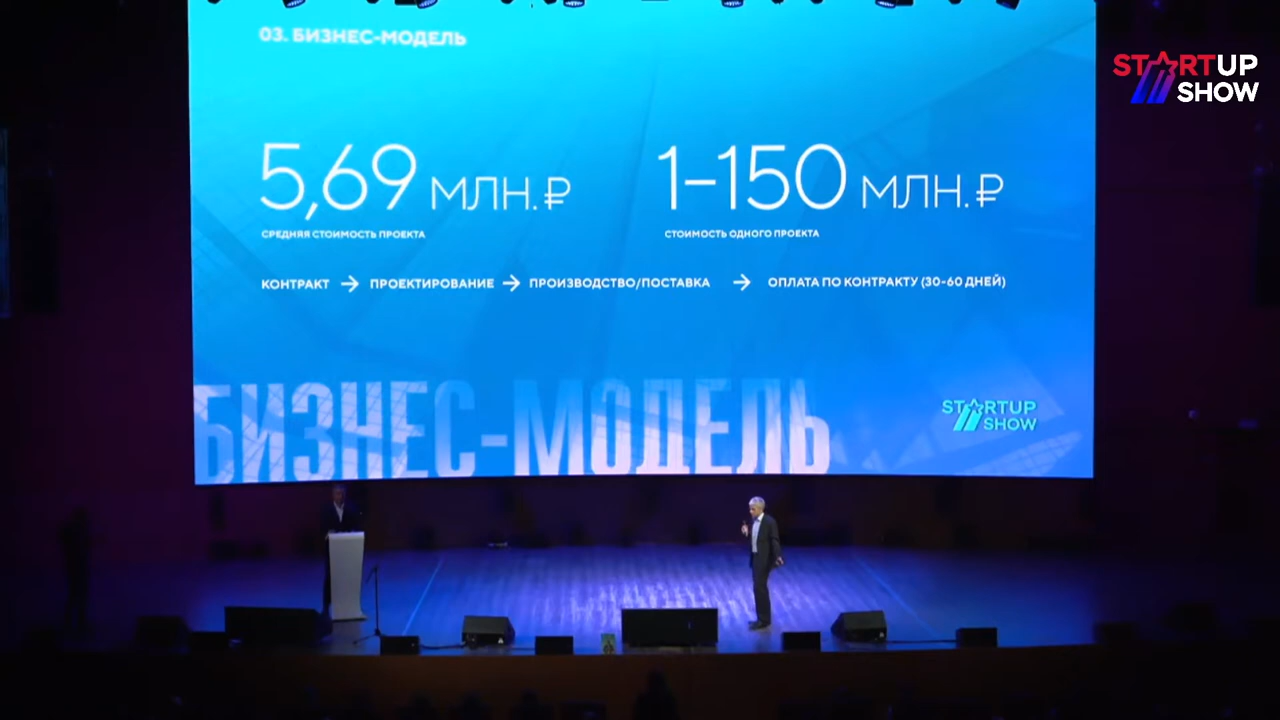 03. БИЗНЕС-МОДЕЛЬ
STARTUP
SHOW
5,69 МЛН.₽
1–150 МЛН.₽
СРЕДНЯЯ СТОИМОСТЬ ПРОЕКТА
СТОИМОСТЬ ОДНОГО ПРОЕКТА
КОНТРАКТ → ПРОЕКТИРОВАНИЕ → ПРОИЗВОДСТВО/ПОСТАВКА → ОПЛАТА ПО КОНТРАКТУ (30-60 ДНЕЙ)
БИЗНЕС-МОДЕЛЬ
STARTUP
SHOW